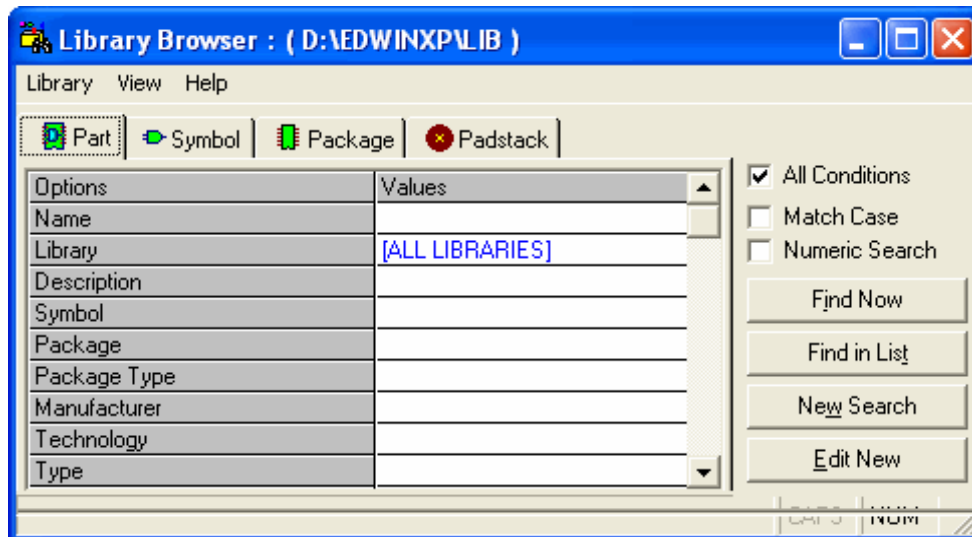 Library Browser : ( D:\EDWINXP\LIB )
Library View Help
Part Symbol Package Padstack
Options Values
Name
Library [ALL LIBRARIES]
Description
Symbol
Package
Package Type
Manufacturer
Technology
Type
All Conditions
Match Case
Numeric Search
Find Now
Find in List
New Search
Edit New
CAPS NUM